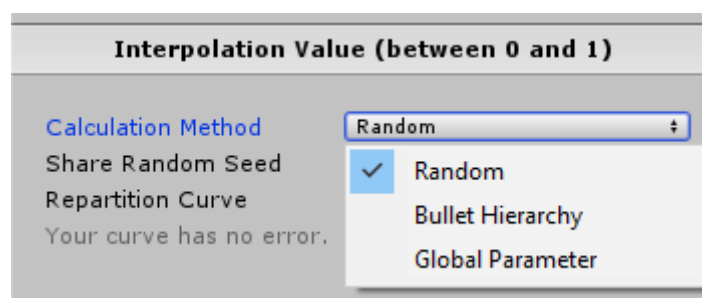 Interpolation Value (between 0 and 1)
Calculation Method Random
Share Random Seed Random
Repartition Curve Bullet Hierarchy
Your curve has no error. Global Parameter